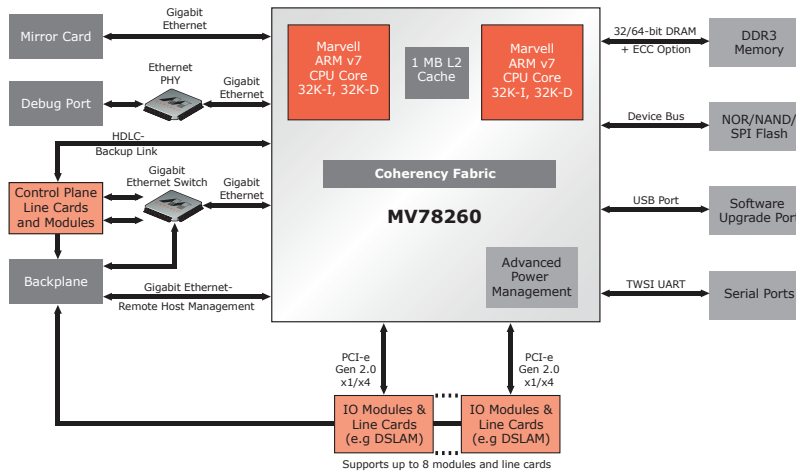 Mirror Card
Gigabit
Ethernet
Debug Port
Ethernet
PHY
Gigabit
Ethernet
HDLC-
Backup Link
Control Plane
Line Cards
and Modules
Gigabit
Ethernet Switch
Gigabit
Ethernet
Backplane
Gigabit Ethernet-
Remote Host Management
Marvell
ARM v7
CPU Core
32K-I, 32K-D
1 MB L2
Cache
Marvell
ARM v7
CPU Core
32K-I, 32K-D
Coherency Fabric
MV78260
Advanced
Power
Management
32/64-bit DRAM
+ ECC Option
DDR3
Memory
Device Bus
NOR/NAND/
SPI Flash
USB Port
Software
Upgrade Port
TWSI UART
Serial Ports
PCI-e
Gen 2.0
x1/x4
PCI-e
Gen 2.0
x1/x4
IO Modules &
Line Cards
(e.g DSLAM)
IO Modules &
Line Cards
(e.g DSLAM)
Supports up to 8 modules and line cards